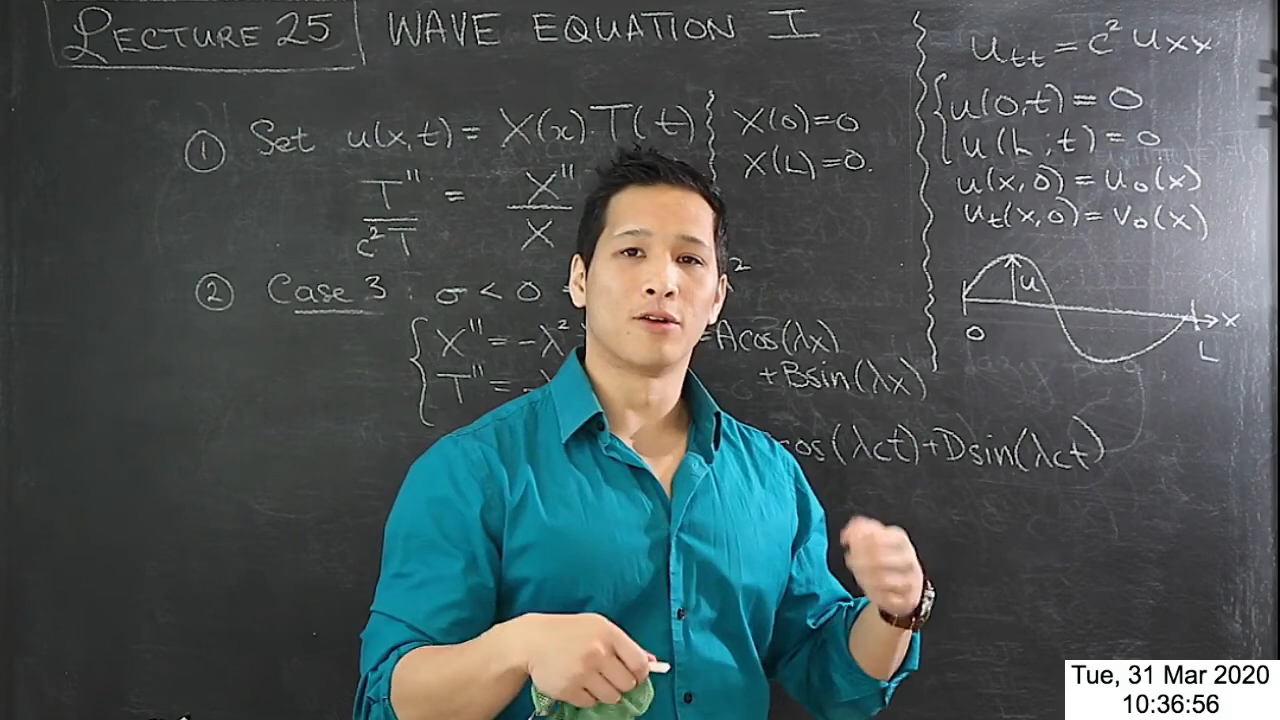 LECTURE 25 WAVE EQUATION I
① Set u(x,t) = X(x).T(t)
X(0)=0
X(L)=0.
T'' / c²T = X'' / X
② Case 3 : σ < 0 ²
X'' = -λ² =Acos(λx)
+Bsin(λx)
T'' =
cos(λct)+Dsin(λct)
u_tt = c² u_xx
u(0,t) = 0
u(L,t) = 0
u(x,0) = u₀(x)
u_t(x,0) = v₀(x)
u
0 L x
Tue, 31 Mar 2020
10:36:56